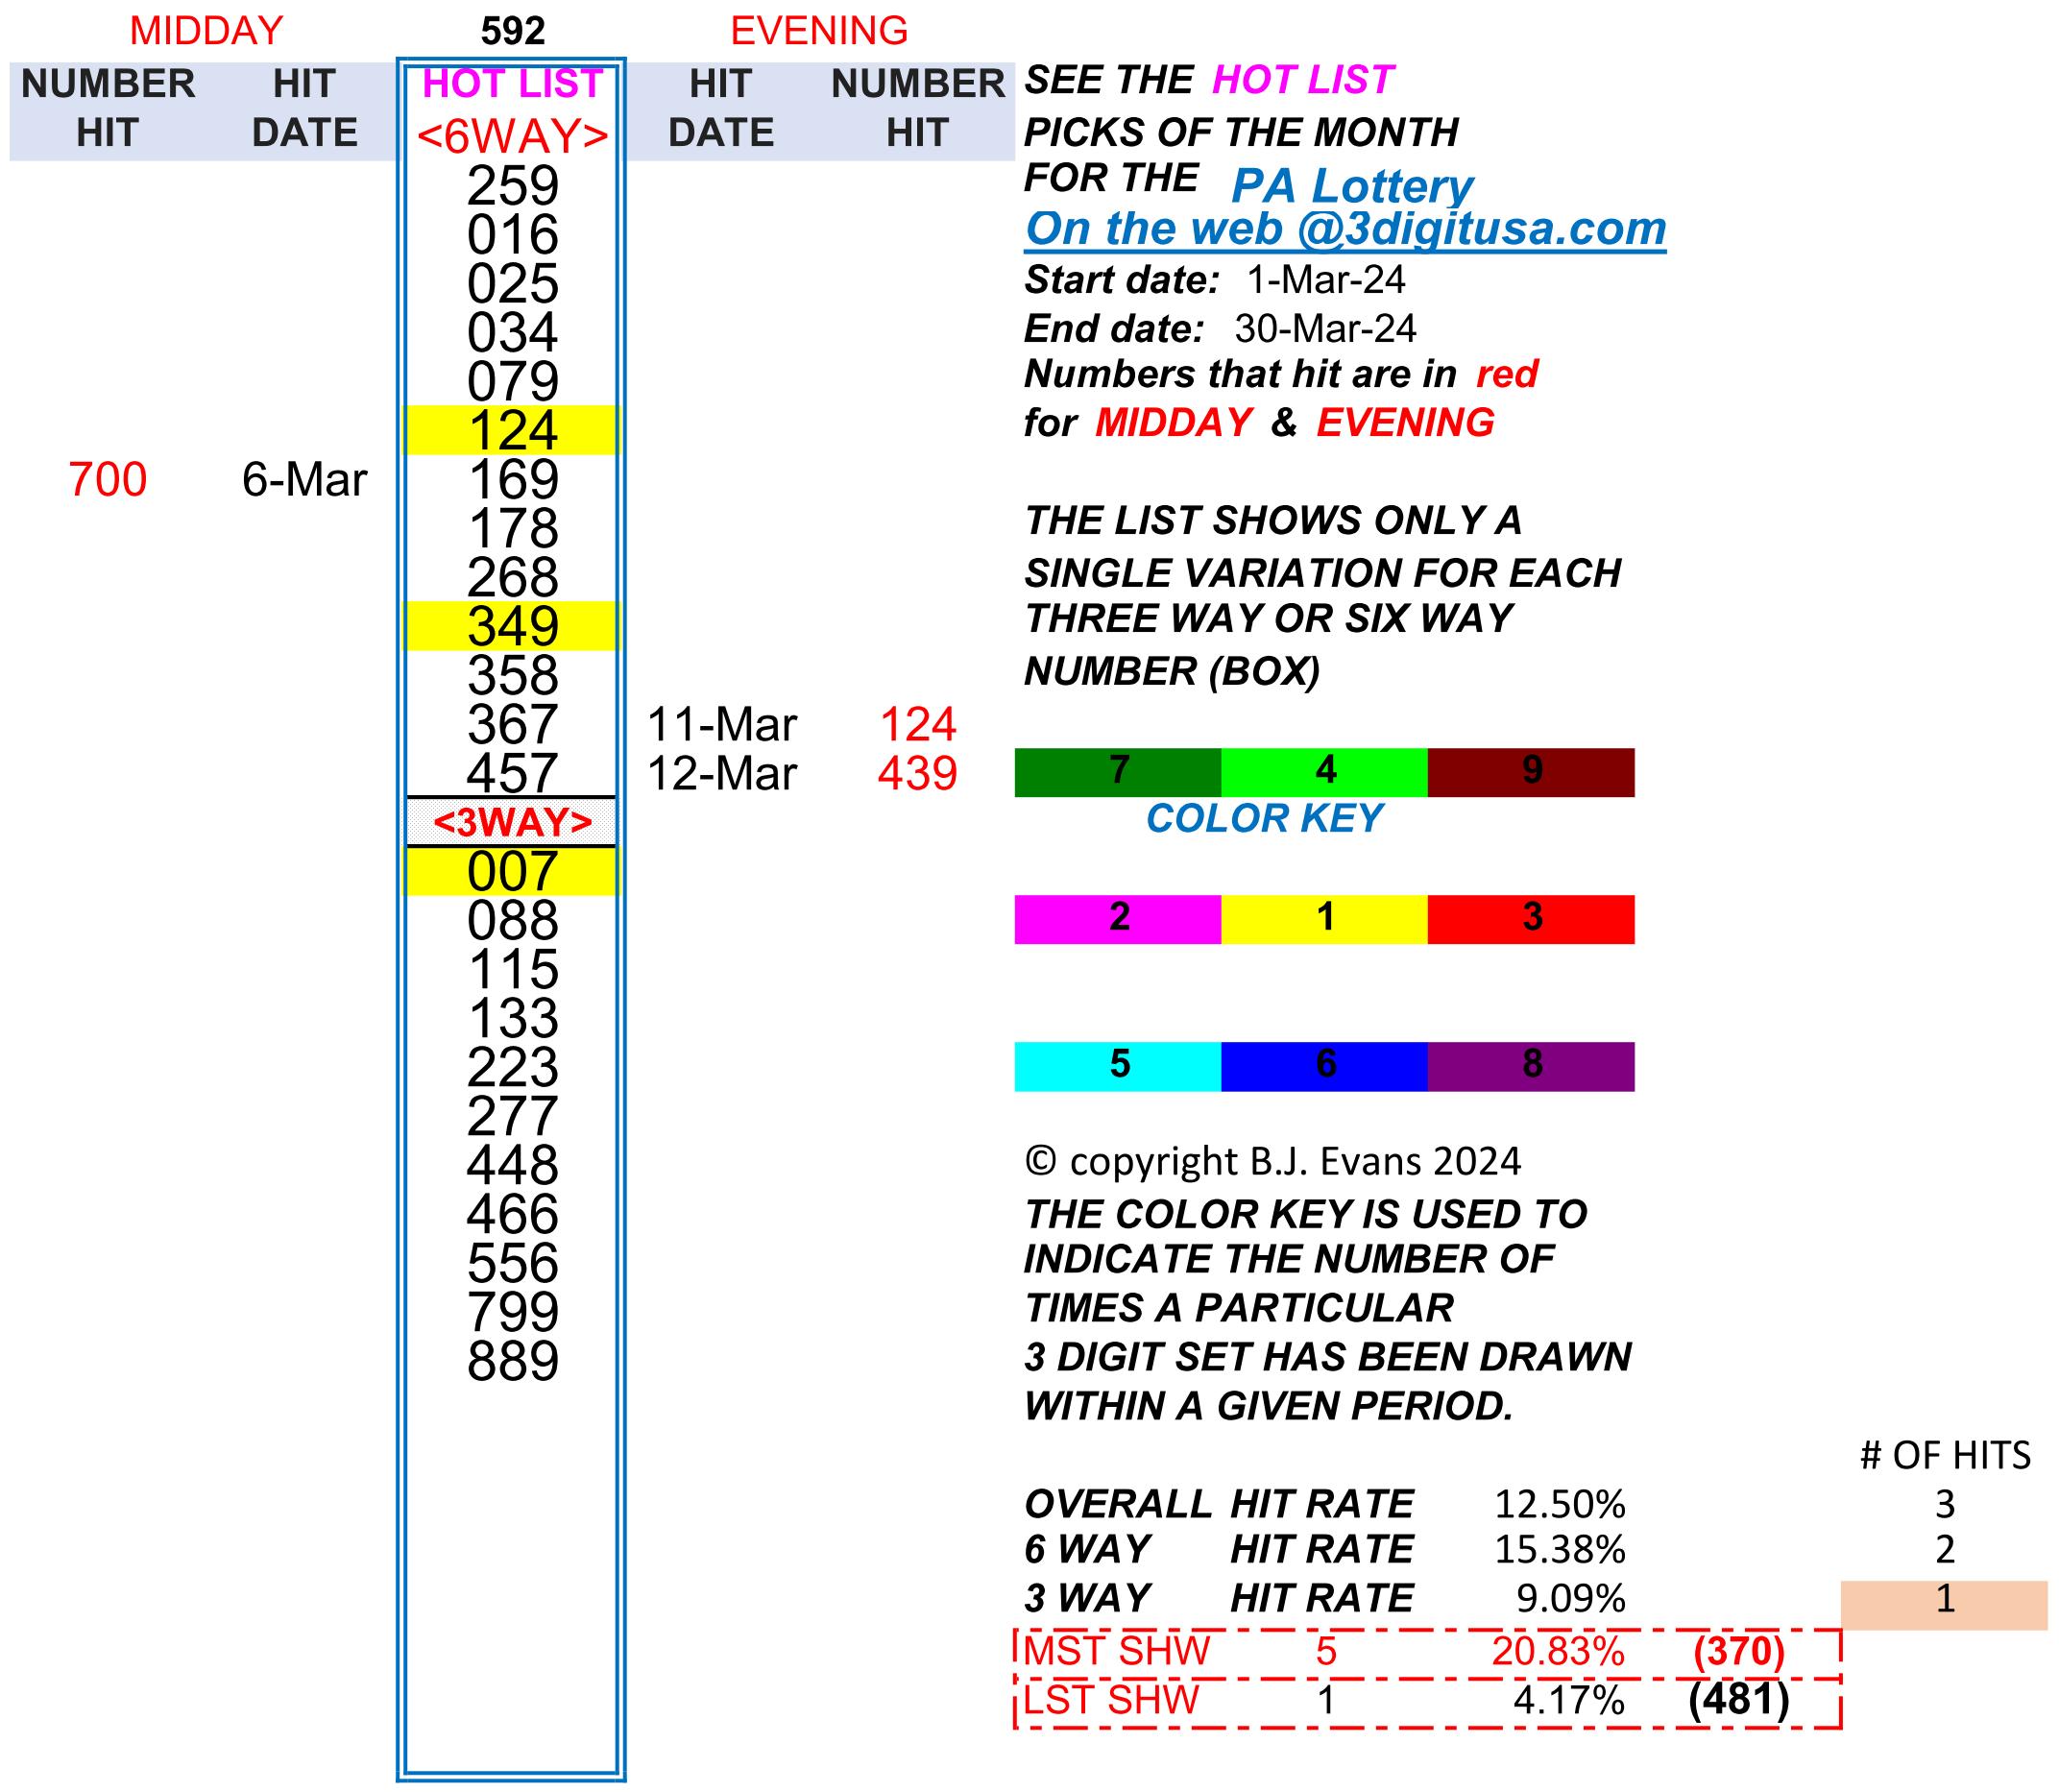 MIDDAY 592 EVENING
NUMBER HIT HOT LIST HIT NUMBER SEE THE HOT LIST
HIT DATE <6WAY> DATE HIT PICKS OF THE MONTH
259 FOR THE PA Lottery
016 On the web @3digitusa.com
025 Start date: 1-Mar-24
034 End date: 30-Mar-24
079 Numbers that hit are in red
124 for MIDDAY & EVENING
700 6-Mar 169
178 THE LIST SHOWS ONLY A
268 SINGLE VARIATION FOR EACH
349 THREE WAY OR SIX WAY
358 NUMBER (BOX)
367 11-Mar 124
457 12-Mar 439 7 4 9
<3WAY> COLOR KEY
007
088 2 1 3
115
133
223 5 6 8
277
448 © copyright B.J. Evans 2024
466 THE COLOR KEY IS USED TO
556 INDICATE THE NUMBER OF
799 TIMES A PARTICULAR
889 3 DIGIT SET HAS BEEN DRAWN
WITHIN A GIVEN PERIOD.
# OF HITS
OVERALL HIT RATE 12.50% 3
6 WAY HIT RATE 15.38% 2
3 WAY HIT RATE 9.09% 1
MST SHW 5 20.83% (370)
LST SHW 1 4.17% (481)